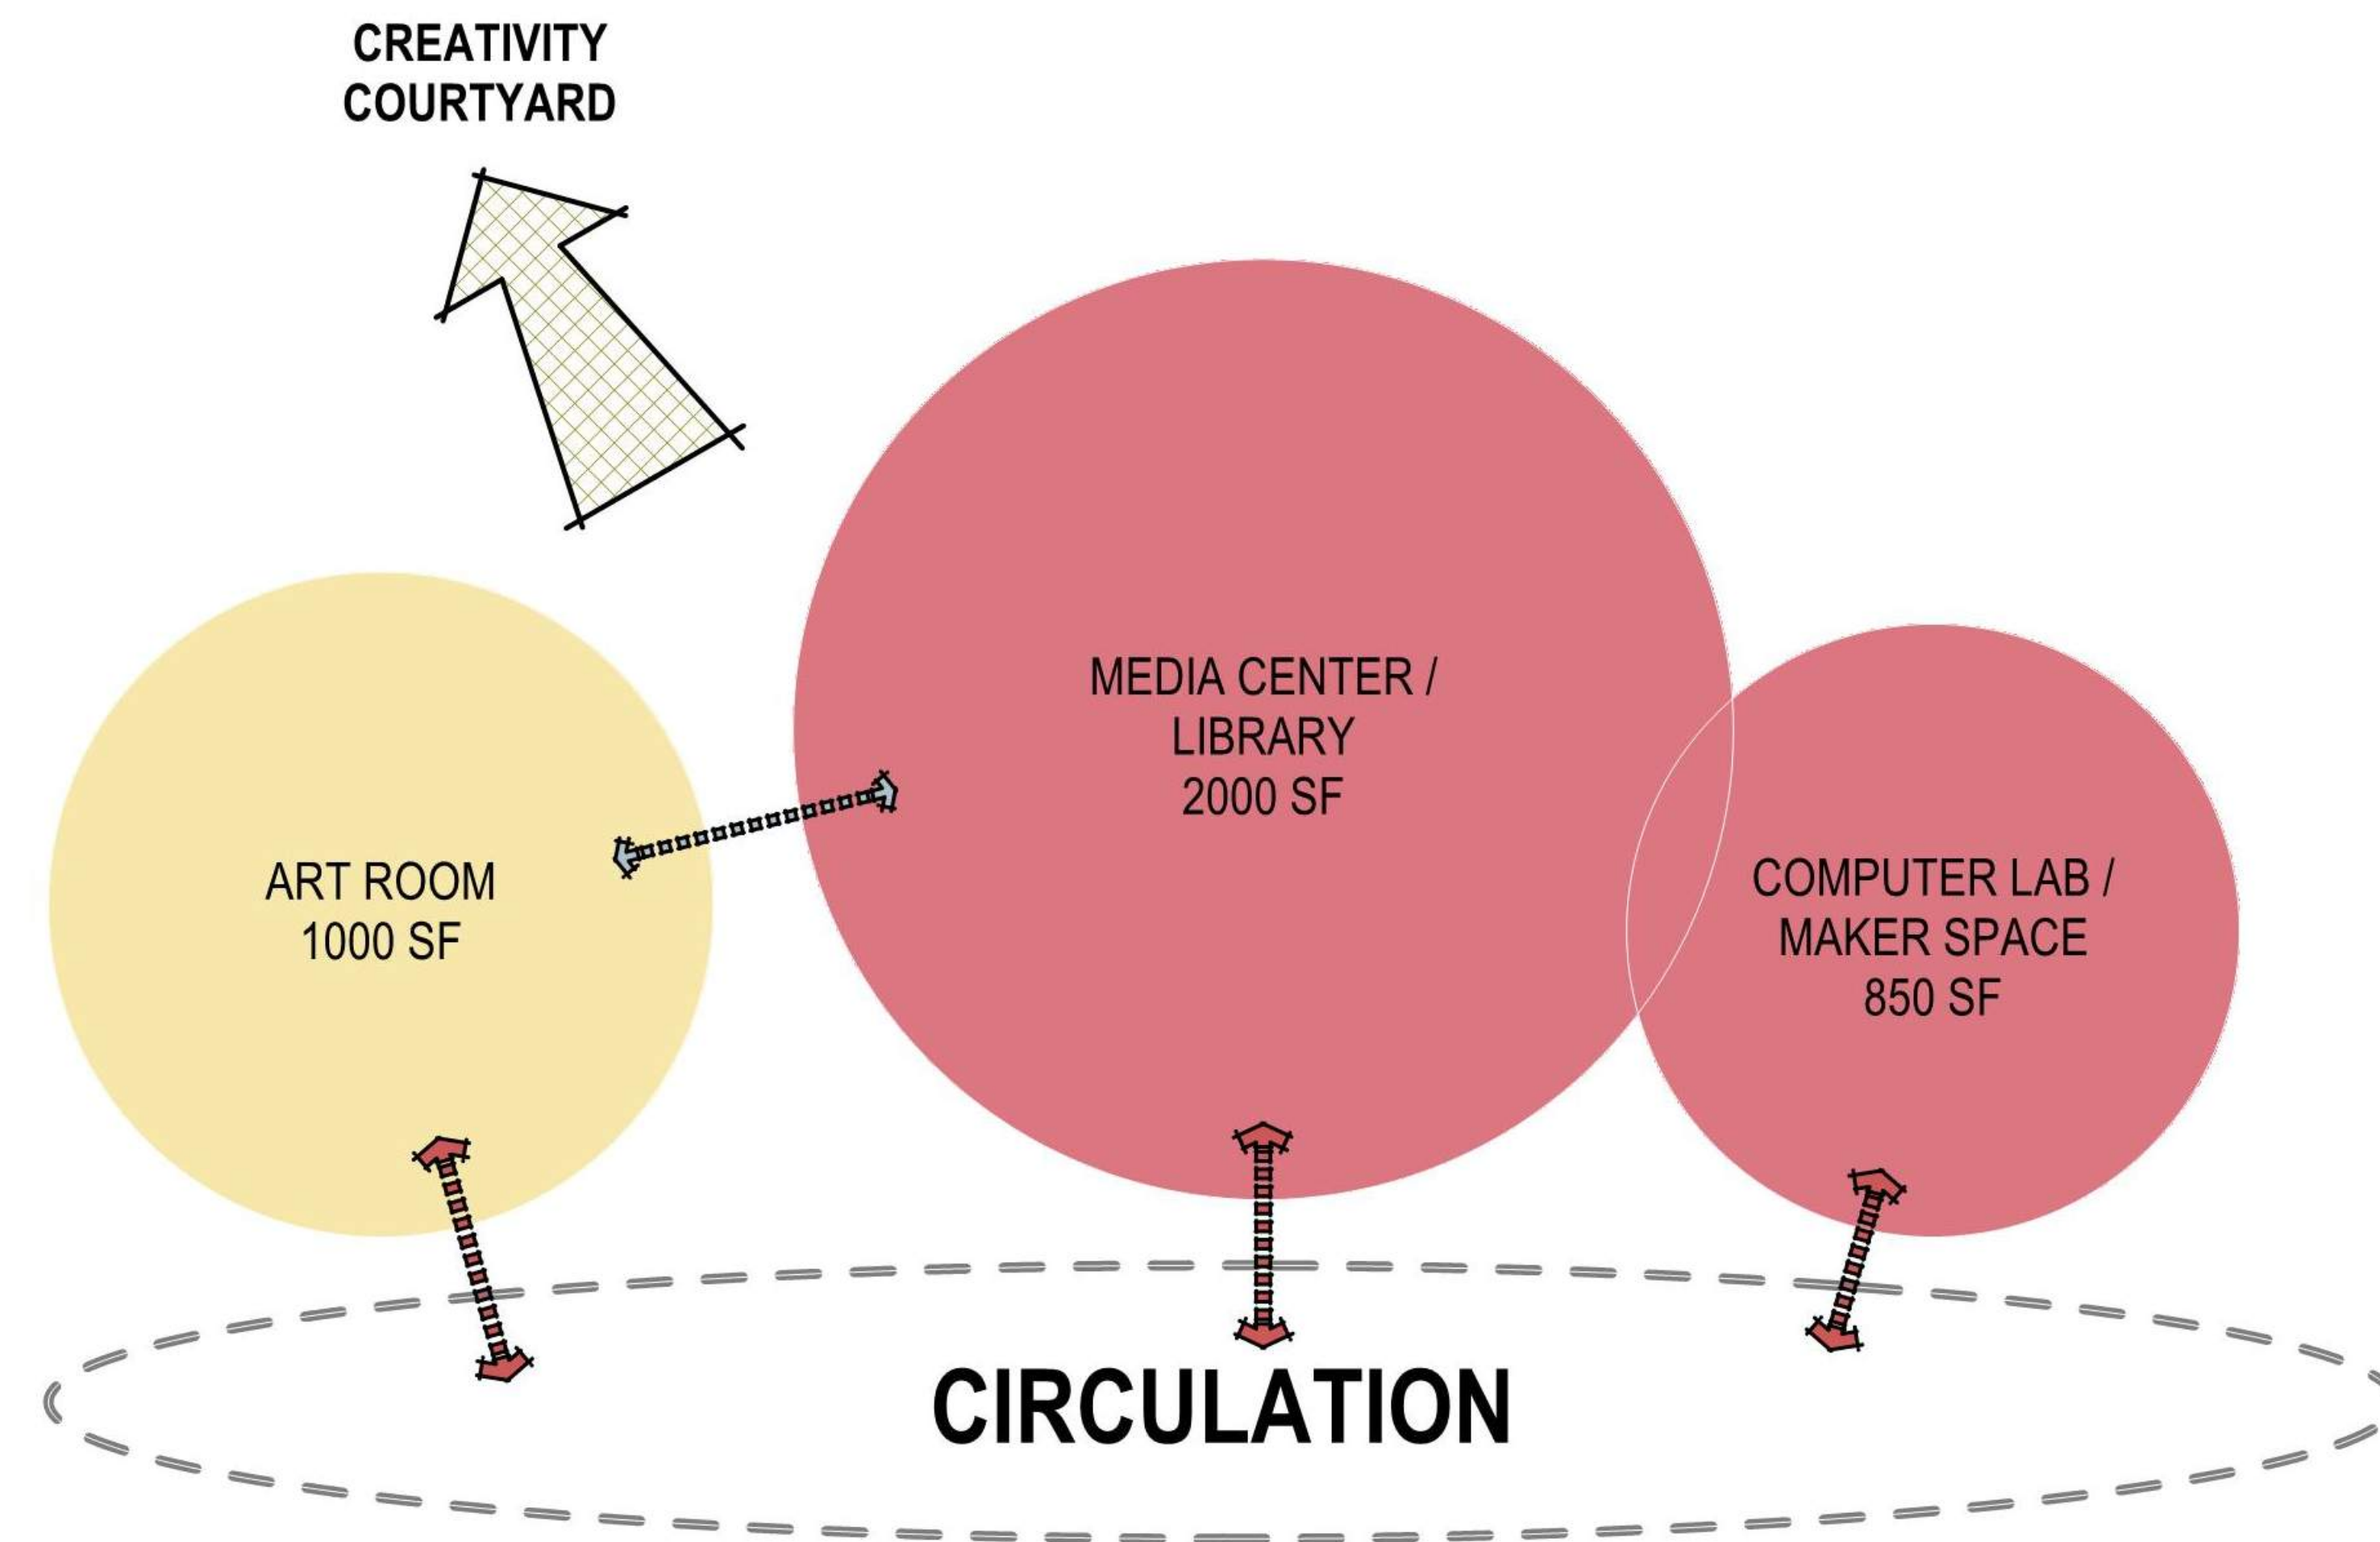 CREATIVITY
COURTYARD
MEDIA CENTER /
LIBRARY
2000 SF
ART ROOM
1000 SF
COMPUTER LAB /
MAKER SPACE
850 SF
CIRCULATION